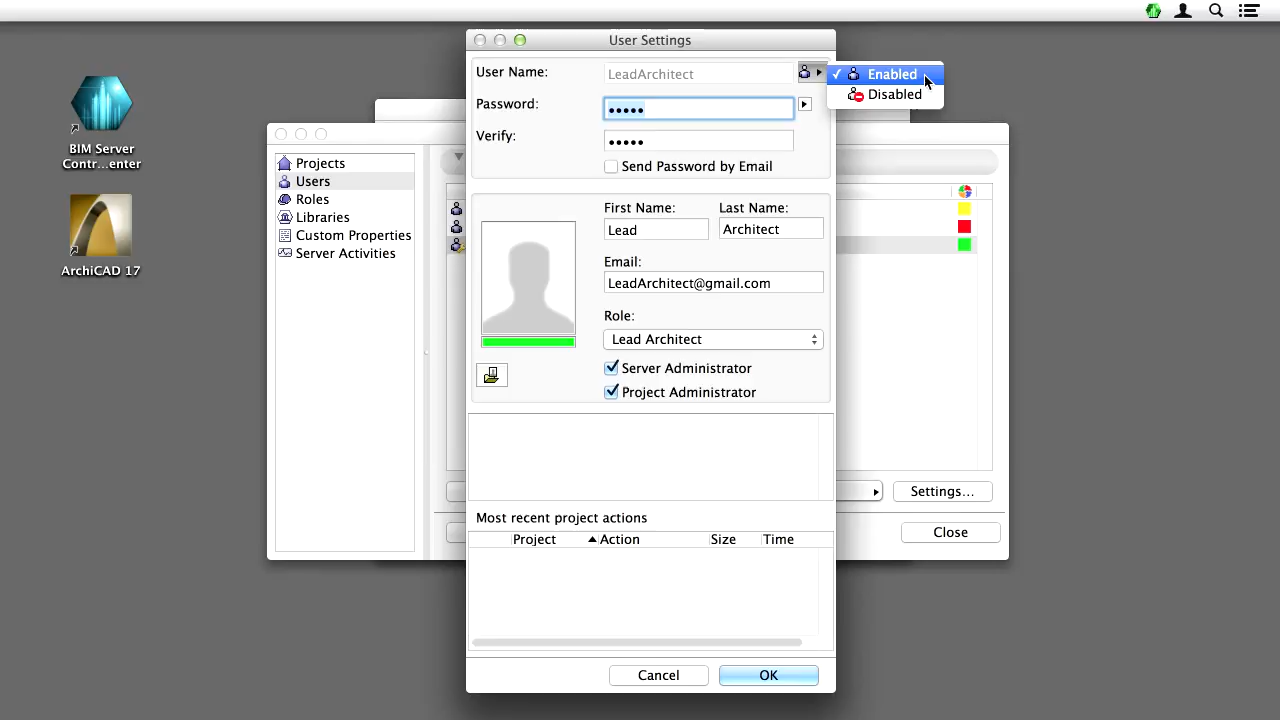 User Settings
User Name:
LeadArchitect
Enabled
Disabled
Password:
•••••
Verify:
•••••
Send Password by Email
First Name:
Last Name:
Lead
Architect
Email:
LeadArchitect@gmail.com
Role:
Lead Architect
Server Administrator
Project Administrator
Most recent project actions
Project
Action
Size
Time
Cancel
OK
BIM Server
Contr...enter
ArchiCAD 17
Projects
Users
Roles
Libraries
Custom Properties
Server Activities
Settings...
Close